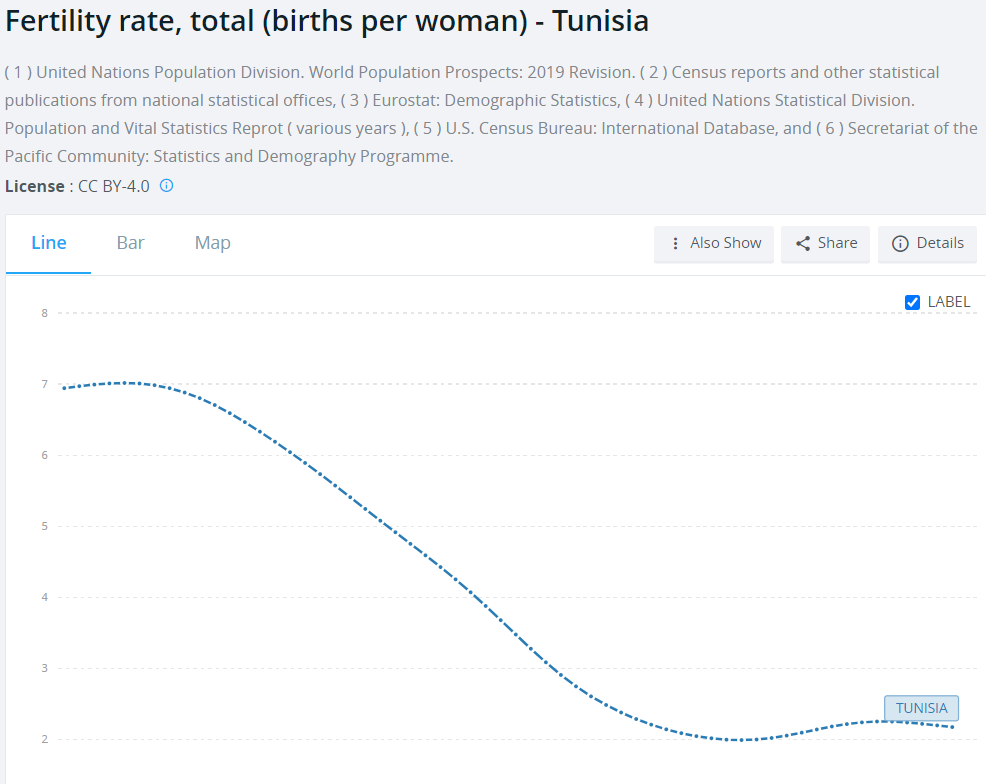 Fertility rate, total (births per woman) - Tunisia
( 1 ) United Nations Population Division. World Population Prospects: 2019 Revision. ( 2 ) Census reports and other statistical
publications from national statistical offices, ( 3 ) Eurostat: Demographic Statistics, ( 4 ) United Nations Statistical Division.
Population and Vital Statistics Reprot ( various years ), ( 5 ) U.S. Census Bureau: International Database, and ( 6 ) Secretariat of the
Pacific Community: Statistics and Demography Programme.
License : CC BY-4.0
Line Bar Map Also Show Share Details
LABEL
8
7
6
5
4
3
TUNISIA
2